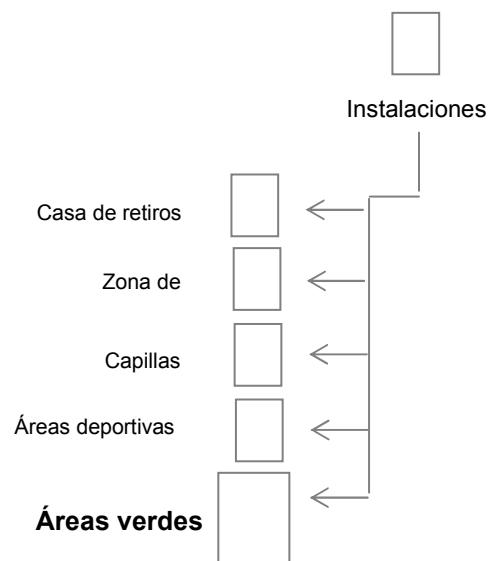 Instalaciones
Casa de retiros
Zona de
Capillas
Áreas deportivas
Áreas verdes